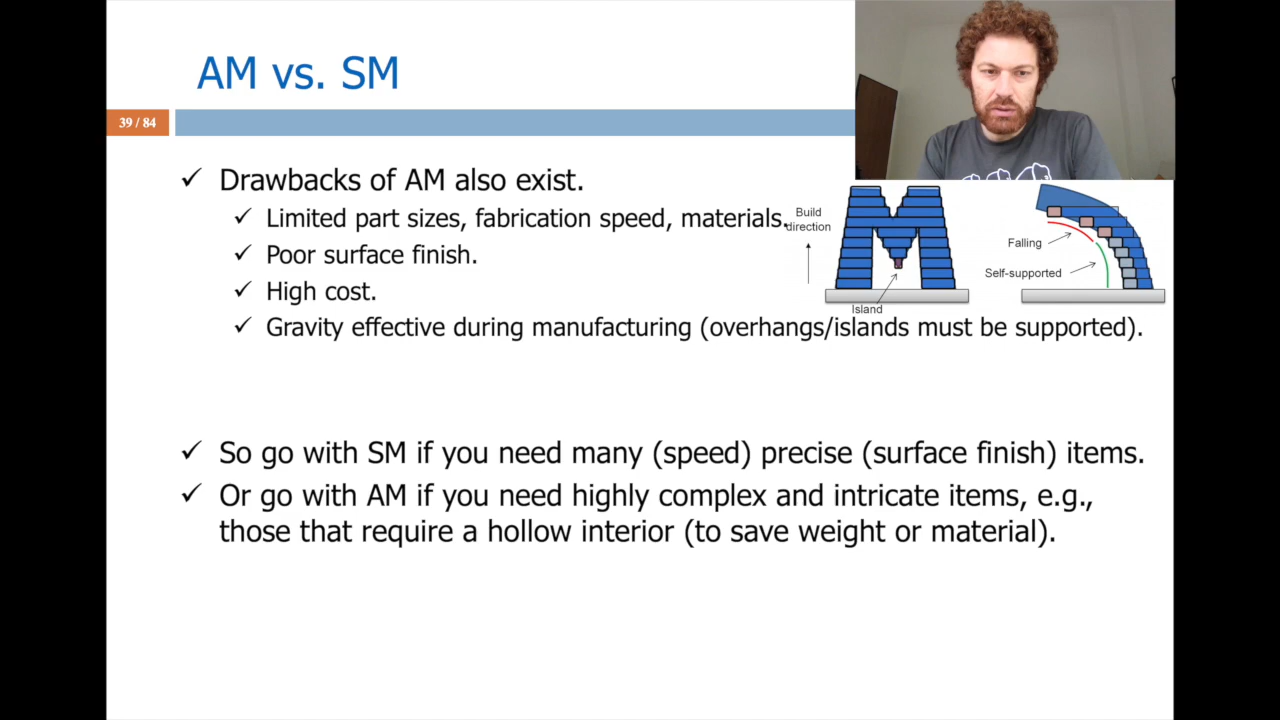 AM vs. SM
39 / 84
✓ Drawbacks of AM also exist.
✓ Limited part sizes, fabrication speed, materials.
✓ Poor surface finish.
✓ High cost.
✓ Gravity effective during manufacturing (overhangs/islands must be supported).
Build
direction
Island
Falling
Self-supported
✓ So go with SM if you need many (speed) precise (surface finish) items.
✓ Or go with AM if you need highly complex and intricate items, e.g.,
those that require a hollow interior (to save weight or material).